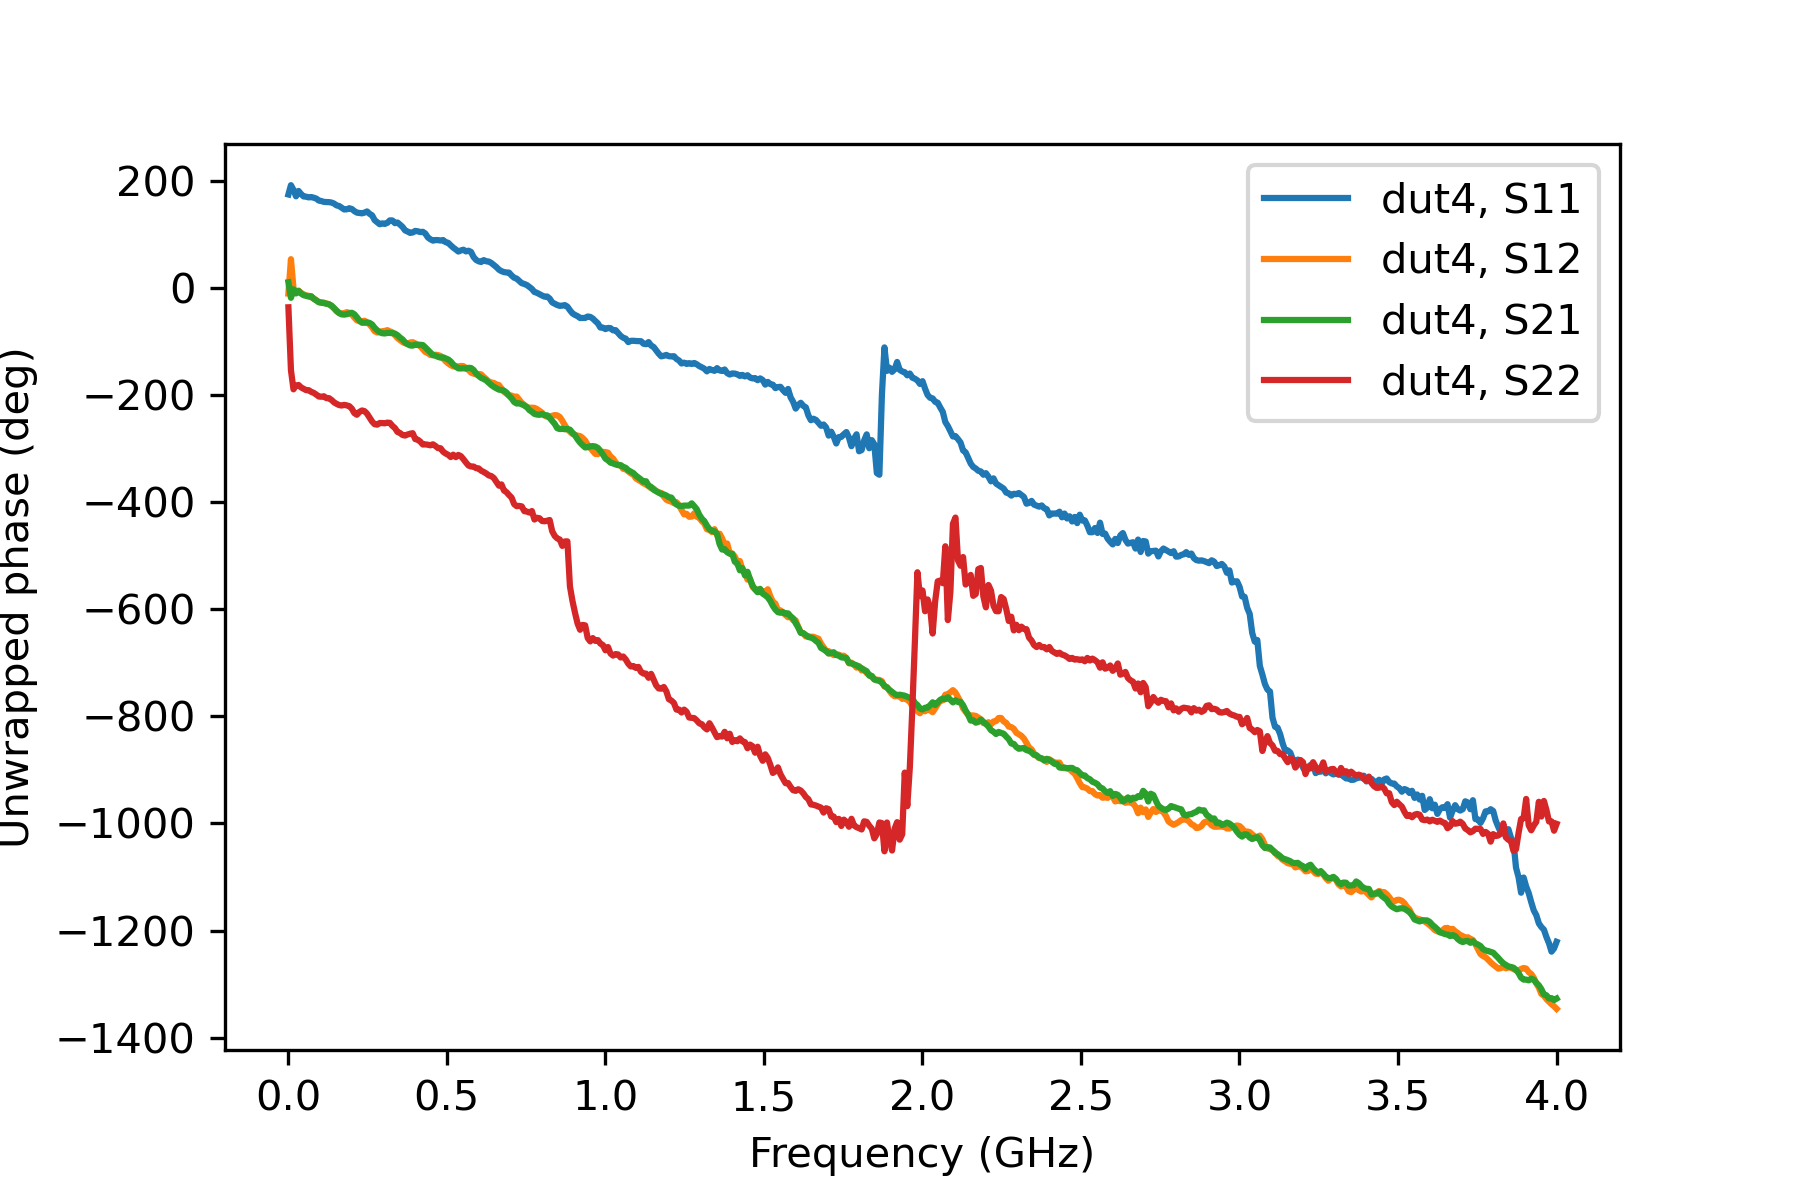 dut4, S11
dut4, S12
dut4, S21
dut4, S22
200
0
−200
−400
−600
−800
−1000
−1200
−1400
Unwrapped phase (deg)
0.0 0.5 1.0 1.5 2.0 2.5 3.0 3.5 4.0
Frequency (GHz)